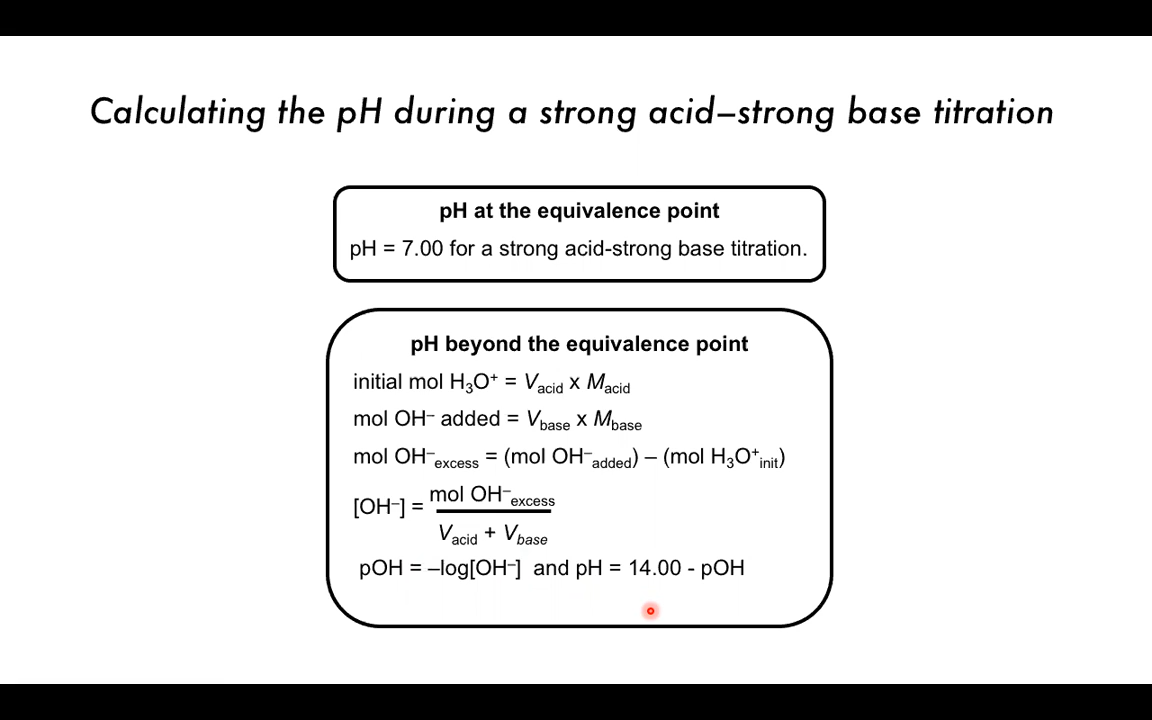 Calculating the pH during a strong acid–strong base titration
pH at the equivalence point
pH = 7.00 for a strong acid-strong base titration.
pH beyond the equivalence point
initial mol H₃O⁺ = V_acid x M_acid
mol OH⁻ added = V_base x M_base
mol OH⁻_excess = (mol OH⁻_added) – (mol H₃O⁺_init)
[OH⁻] = mol OH⁻_excess
V_acid + V_base
pOH = –log[OH⁻] and pH = 14.00 - pOH